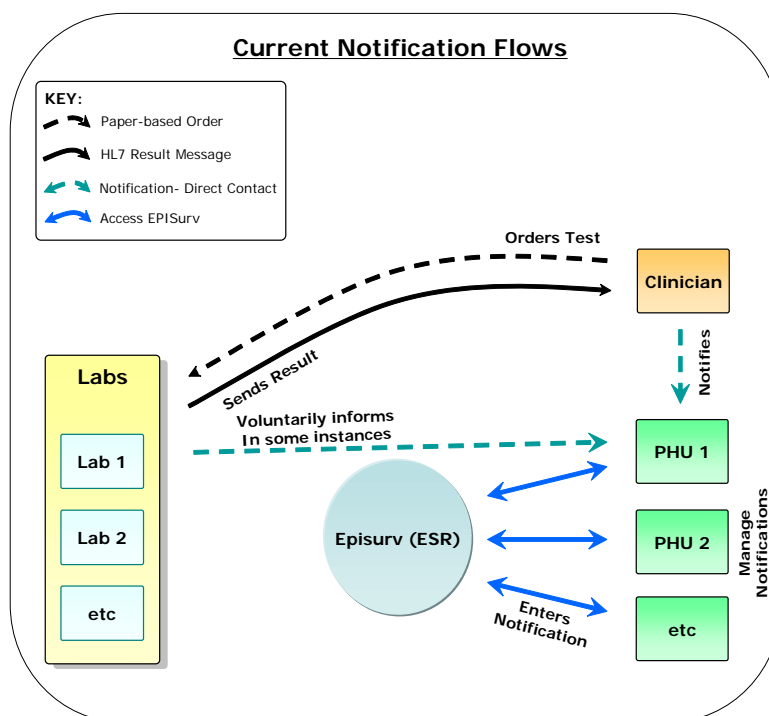 Current Notification Flows
KEY:
Paper-based Order
HL7 Result Message
Notification- Direct Contact
Access EPISurv
Orders Test
Clinician
Sends Result
Notifies
Labs
Voluntarily informs
In some instances
Lab 1
PHU 1
Lab 2
Episurv (ESR)
PHU 2
Manage
Notifications
etc
Enters
Notification
etc